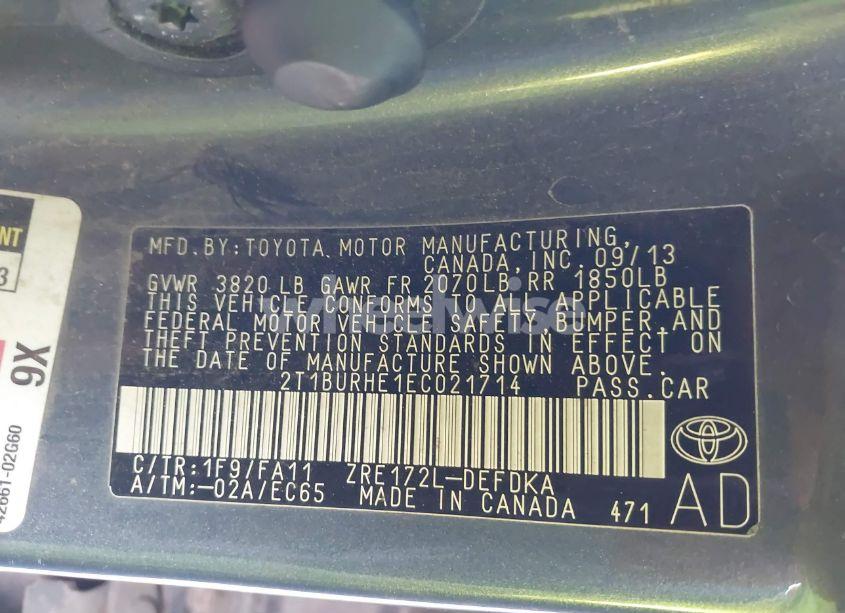 MFD. BY: TOYOTA MOTOR MANUFACTURING,
CANADA, INC. 09/13
GVWR 3820 LB GAWR FR 2070LB RR 1850LB
THIS VEHICLE CONFORMS TO ALL APPLICABLE
FEDERAL MOTOR VEHICLE SAFETY, BUMPER, AND
THEFT PREVENTION STANDARDS IN EFFECT ON
THE DATE OF MANUFACTURE SHOWN ABOVE.
2T1BURHE1EC021714 PASS. CAR
C/TR: 1F9/FA11 ZRE172L-DEFDKA
A/TM: -02A/EC65 MADE IN CANADA 471 AD
9X
42661-02G60